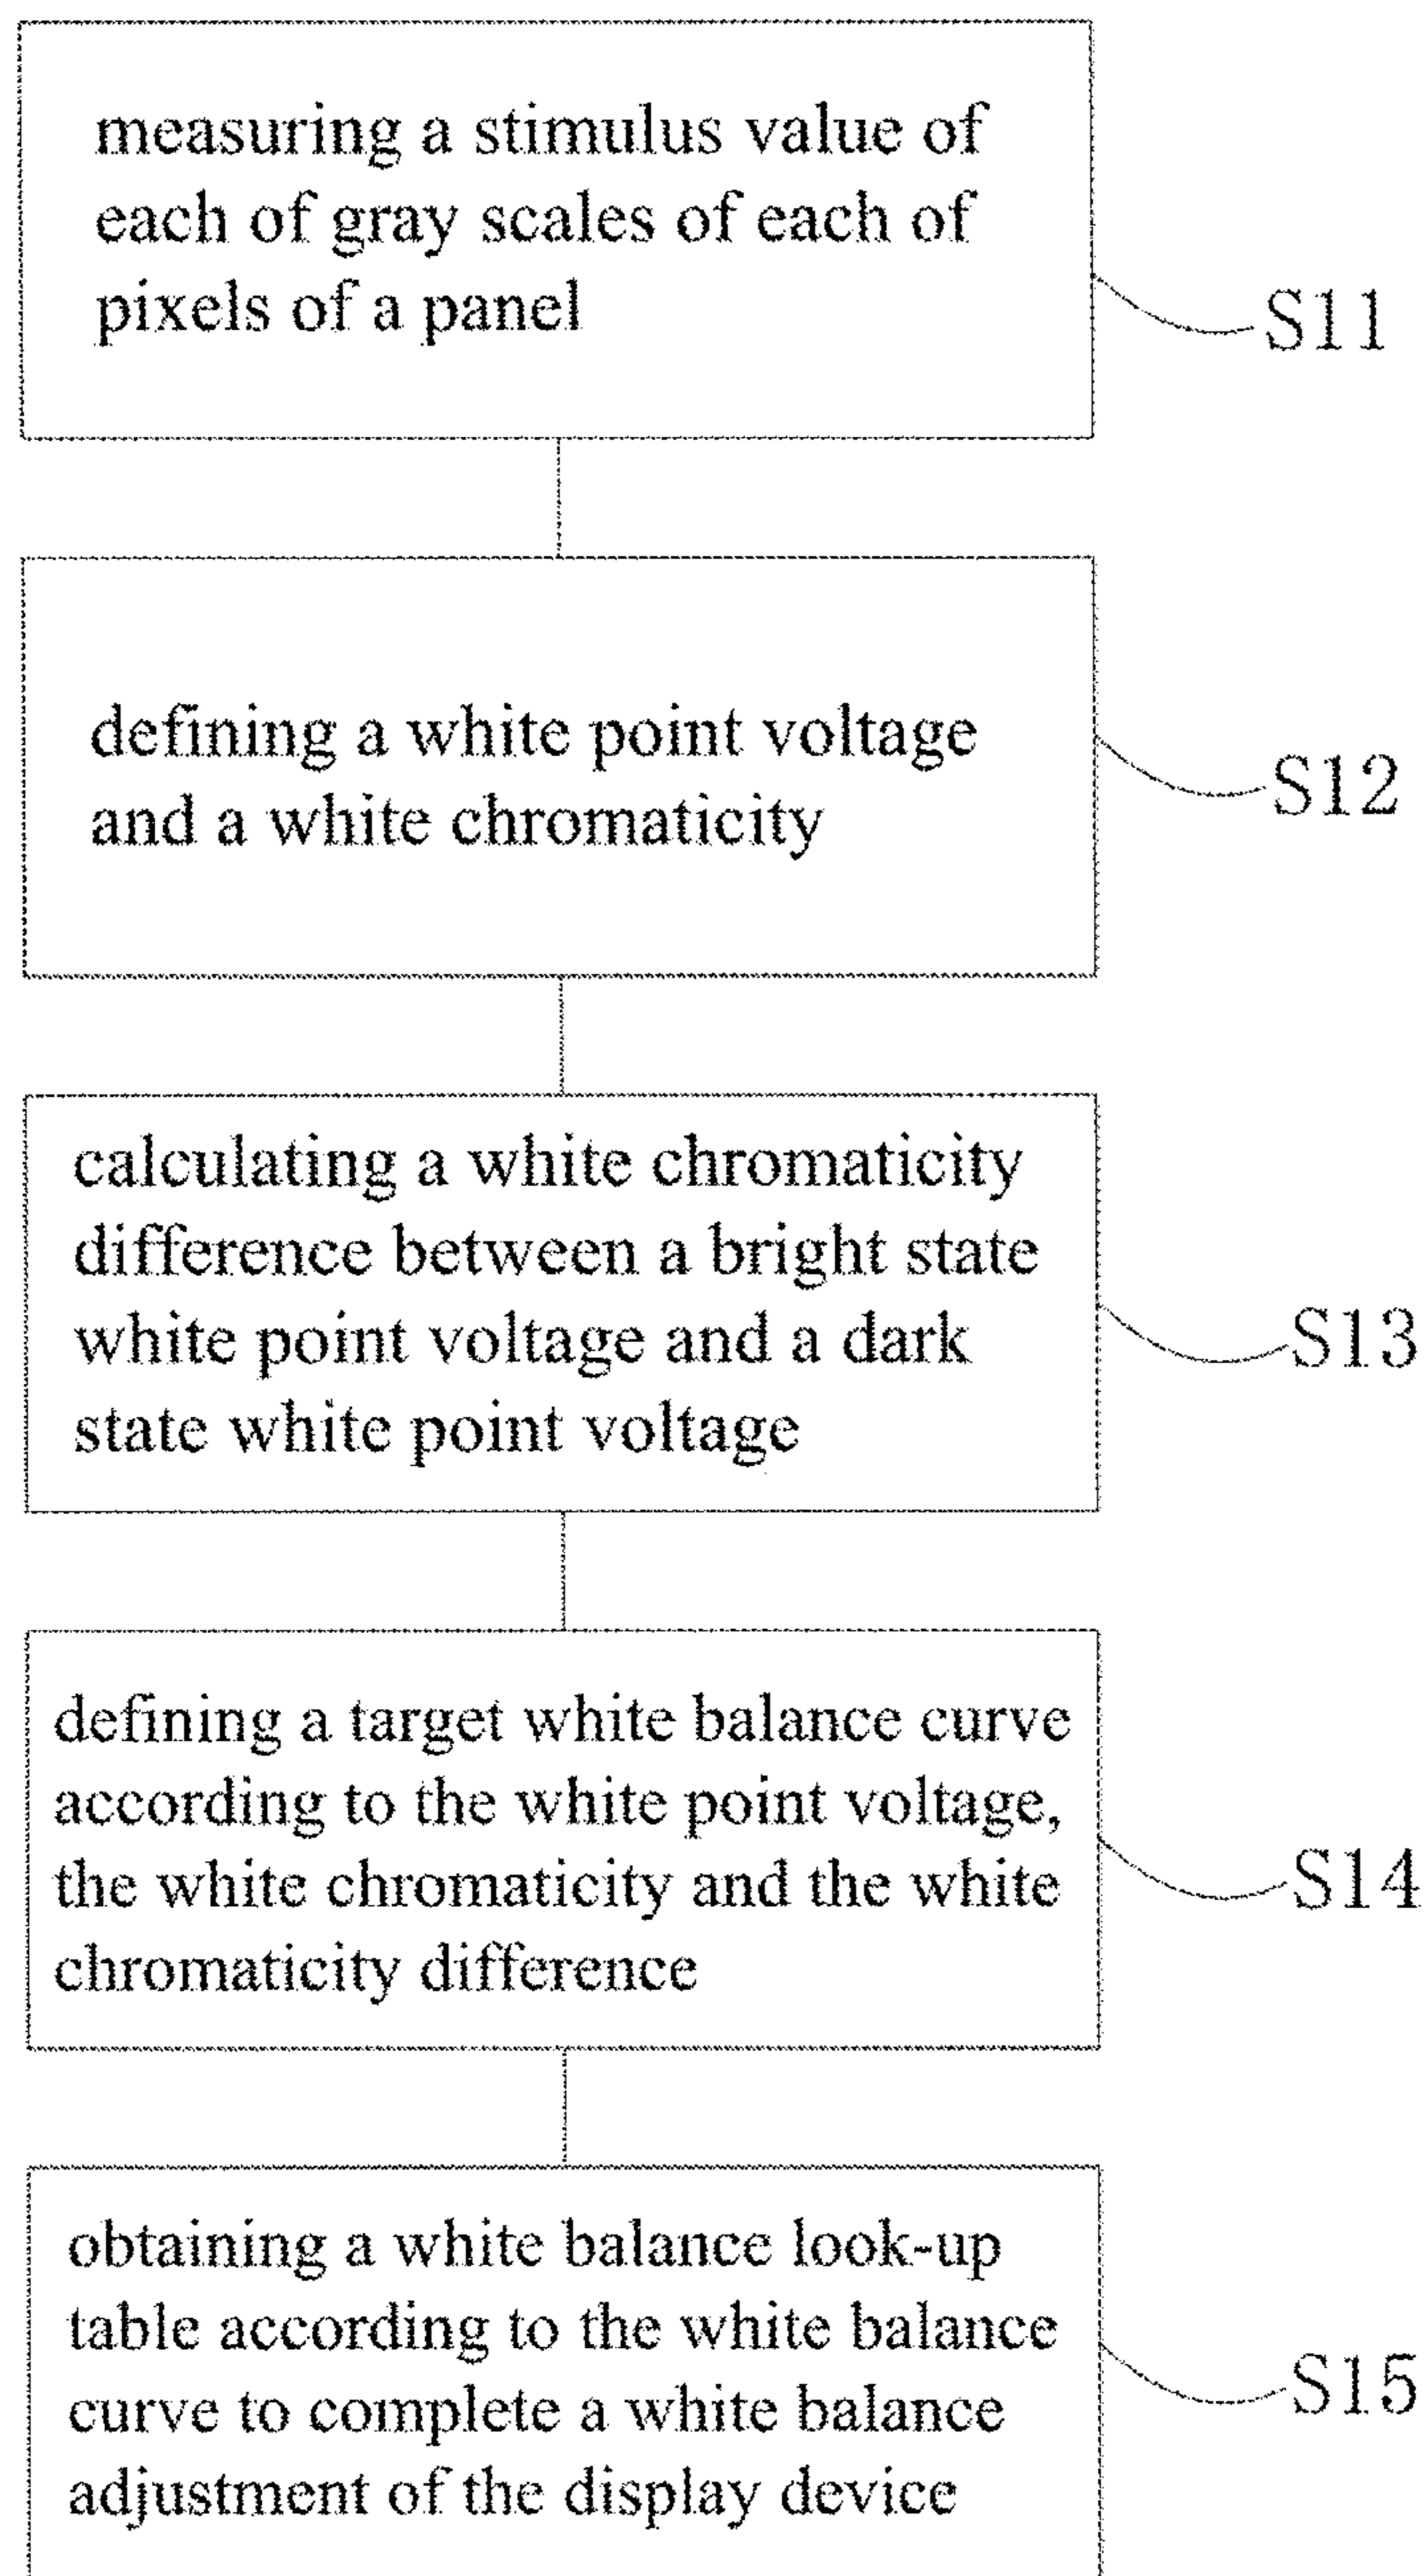 measuring a stimulus value of
each of gray scales of each of
pixels of a panel
S11
defining a white point voltage
and a white chromaticity
S12
calculating a white chromaticity
difference between a bright state
white point voltage and a dark
state white point voltage
S13
defining a target white balance curve
according to the white point voltage,
the white chromaticity and the white
chromaticity difference
S14
obtaining a white balance look-up
table according to the white balance
curve to complete a white balance
adjustment of the display device
S15